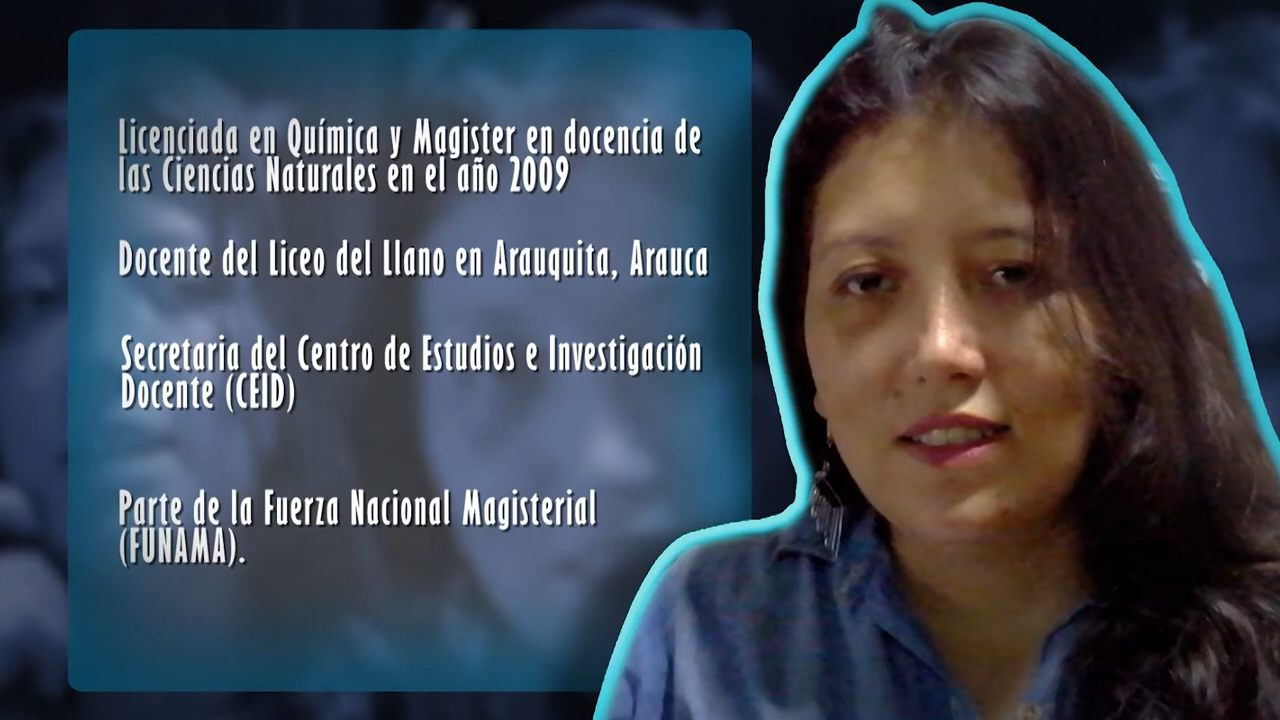 Licenciada en Química y Magister en docencia de
las Ciencias Naturales en el año 2009
Docente del Liceo del Llano en Arauquita, Arauca
Secretaria del Centro de Estudios e Investigación
Docente (CEID)
Parte de la Fuerza Nacional Magisterial
(FUNAMA).